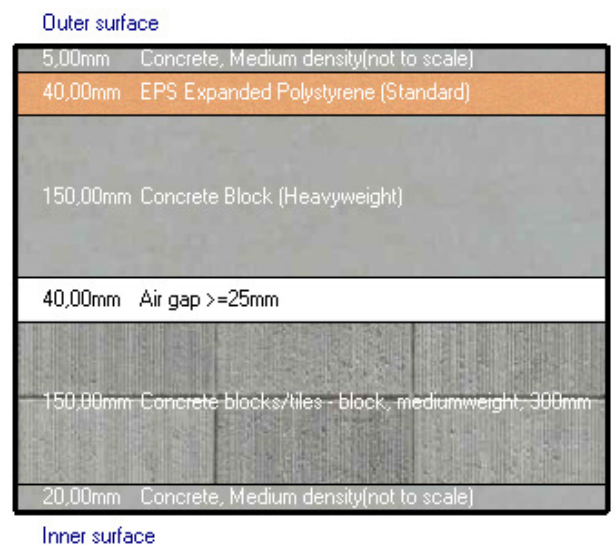 Outer surface
5,00mm Concrete, Medium density(not to scale)
40,00mm EPS Expanded Polystyrene (Standard)
150,00mm Concrete Block (Heavyweight)
40,00mm Air gap >=25mm
150,00mm Concrete blocks/tiles - block, mediumweight, 300mm
20,00mm Concrete, Medium density(not to scale)
Inner surface